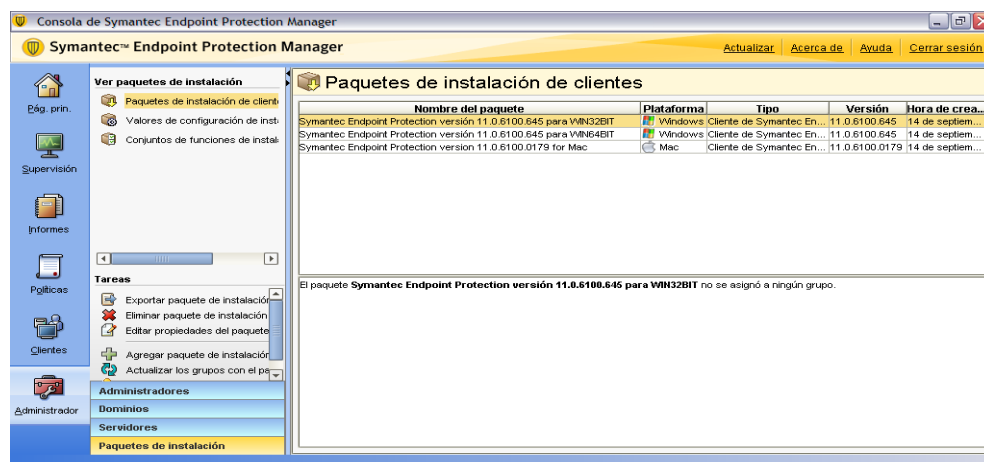 Consola de Symantec Endpoint Protection Manager
Symantec™ Endpoint Protection Manager
Actualizar Acerca de Ayuda Cerrar sesión
Pág. prin.
Supervisión
Informes
Políticas
Clientes
Administrador
Ver paquetes de instalación
Paquetes de instalación de client
Valores de configuración de inst
Conjuntos de funciones de instal
Tareas
Exportar paquete de instalación
Eliminar paquete de instalación
Editar propiedades del paquete
Agregar paquete de instalación
Actualizar los grupos con el pa
Administradores
Dominios
Servidores
Paquetes de instalación
Paquetes de instalación de clientes
Nombre del paquete Plataforma Tipo Versión Hora de crea...
Symantec Endpoint Protection versión 11.0.6100.645 para WIN32BIT Windows Cliente de Symantec En... 11.0.6100.645 14 de septiem...
Symantec Endpoint Protection versión 11.0.6100.645 para WIN64BIT Windows Cliente de Symantec En... 11.0.6100.645 14 de septiem...
Symantec Endpoint Protection version 11.0.6100.0179 for Mac Mac Cliente de Symantec En... 11.0.6100.0179 14 de septiem...
El paquete Symantec Endpoint Protection versión 11.0.6100.645 para WIN32BIT no se asignó a ningún grupo.